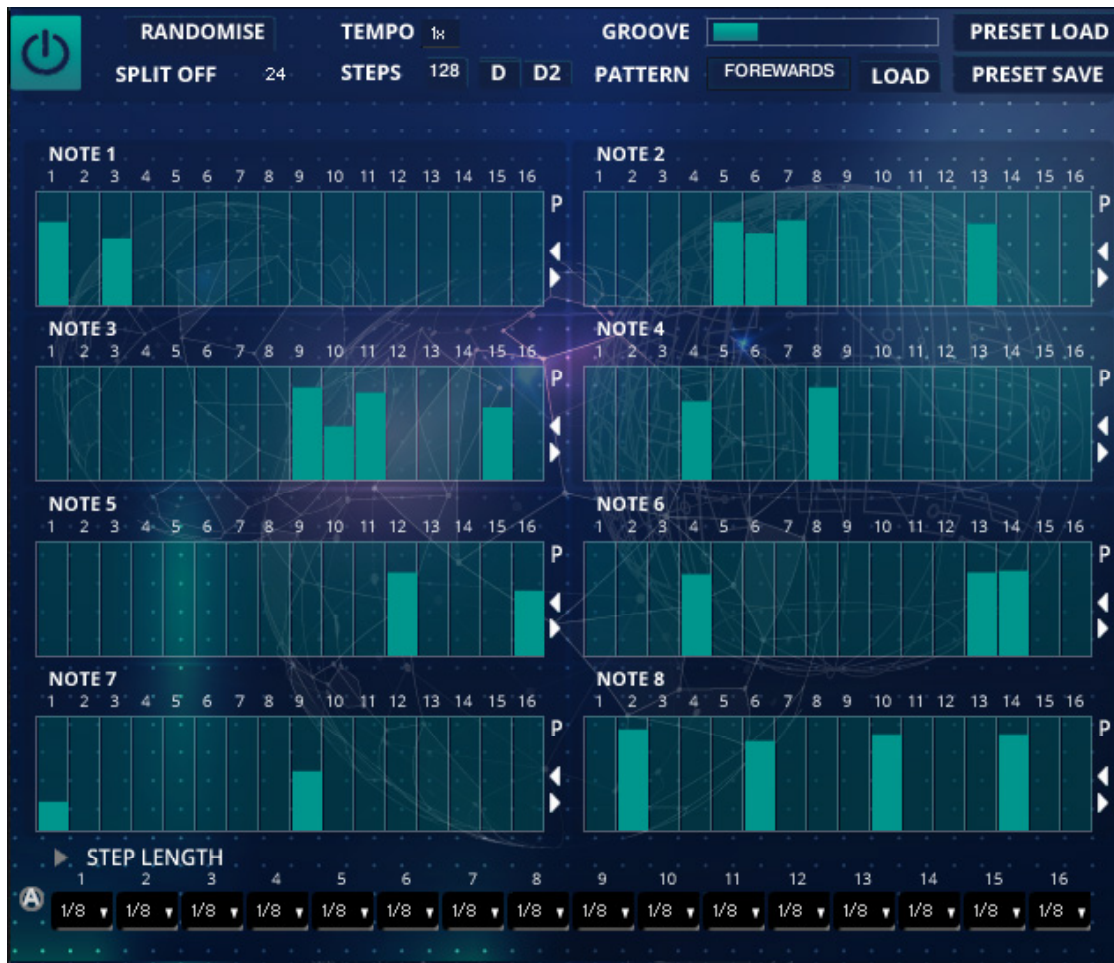 RANDOMISE TEMPO 1x GROOVE PRESET LOAD
SPLIT OFF 24 STEPS 128 D D2 PATTERN FOREWARDS LOAD PRESET SAVE
NOTE 1 NOTE 2
1 2 3 4 5 6 7 8 9 10 11 12 13 14 15 16 1 2 3 4 5 6 7 8 9 10 11 12 13 14 15 16
P P
NOTE 3 NOTE 4
1 2 3 4 5 6 7 8 9 10 11 12 13 14 15 16 1 2 3 4 5 6 7 8 9 10 11 12 13 14 15 16
P P
NOTE 5 NOTE 6
1 2 3 4 5 6 7 8 9 10 11 12 13 14 15 16 1 2 3 4 5 6 7 8 9 10 11 12 13 14 15 16
P P
NOTE 7 NOTE 8
1 2 3 4 5 6 7 8 9 10 11 12 13 14 15 16 1 2 3 4 5 6 7 8 9 10 11 12 13 14 15 16
P P
STEP LENGTH
1 2 3 4 5 6 7 8 9 10 11 12 13 14 15 16
A 1/8 1/8 1/8 1/8 1/8 1/8 1/8 1/8 1/8 1/8 1/8 1/8 1/8 1/8 1/8 1/8